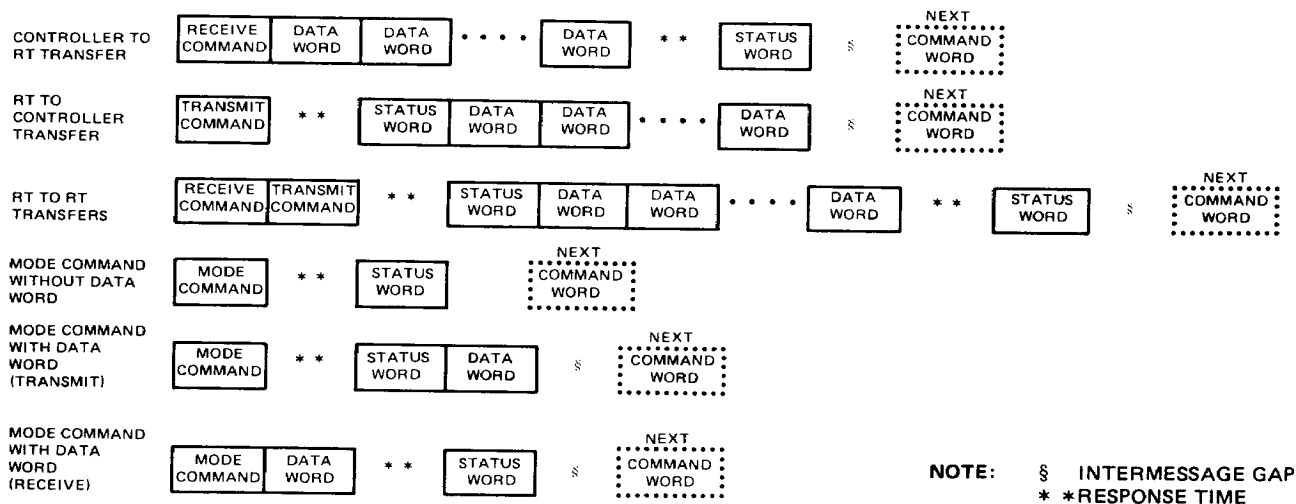 CONTROLLER TO
RT TRANSFER
RECEIVE
COMMAND
DATA
WORD
DATA
WORD
• • • •
DATA
WORD
* *
STATUS
WORD
§
NEXT
COMMAND
WORD
RT TO
CONTROLLER
TRANSFER
TRANSMIT
COMMAND
* *
STATUS
WORD
DATA
WORD
DATA
WORD
• • • •
DATA
WORD
§
NEXT
COMMAND
WORD
RT TO RT
TRANSFERS
RECEIVE
COMMAND
TRANSMIT
COMMAND
* *
STATUS
WORD
DATA
WORD
DATA
WORD
• • • •
DATA
WORD
* *
STATUS
WORD
§
NEXT
COMMAND
WORD
MODE COMMAND
WITHOUT DATA
WORD
MODE
COMMAND
* *
STATUS
WORD
NEXT
COMMAND
WORD
MODE COMMAND
WITH DATA
WORD
(TRANSMIT)
MODE
COMMAND
* *
STATUS
WORD
DATA
WORD
§
NEXT
COMMAND
WORD
MODE COMMAND
WITH DATA
WORD
(RECEIVE)
MODE
COMMAND
DATA
WORD
* *
STATUS
WORD
§
NEXT
COMMAND
WORD
NOTE: § INTERMESSAGE GAP
* * RESPONSE TIME